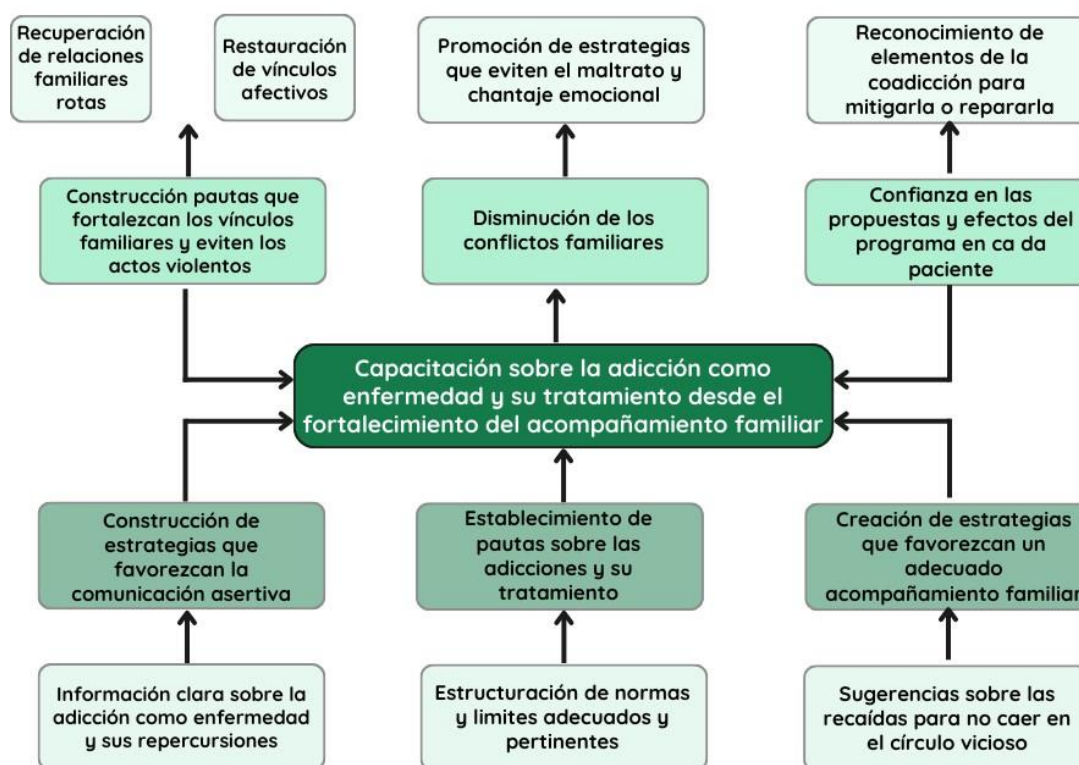 Recuperación
de relaciones
familiares
rotas
Restauración
de vínculos
afectivos
Promoción de estrategias
que eviten el maltrato y
chantaje emocional
Reconocimiento de
elementos de la
coadicción para
mitigarla o repararla
Construcción pautas que
fortalezcan los vínculos
familiares y eviten los
actos violentos
Disminución de los
conflictos familiares
Confianza en las
propuestas y efectos del
programa en ca da
paciente
Capacitación sobre la adicción como
enfermedad y su tratamiento desde el
fortalecimiento del acompañamiento familiar
Construcción de
estrategias que
favorezcan la
comunicación asertiva
Establecimiento de
pautas sobre las
adicciones y su
tratamiento
Creación de estrategias
que favorezcan un
adecuado
acompañamiento familiar
Información clara sobre la
adicción como enfermedad
y sus repercursiones
Estructuración de normas
y limites adecuados y
pertinentes
Sugerencias sobre las
recaídas para no caer en
el círculo vicioso